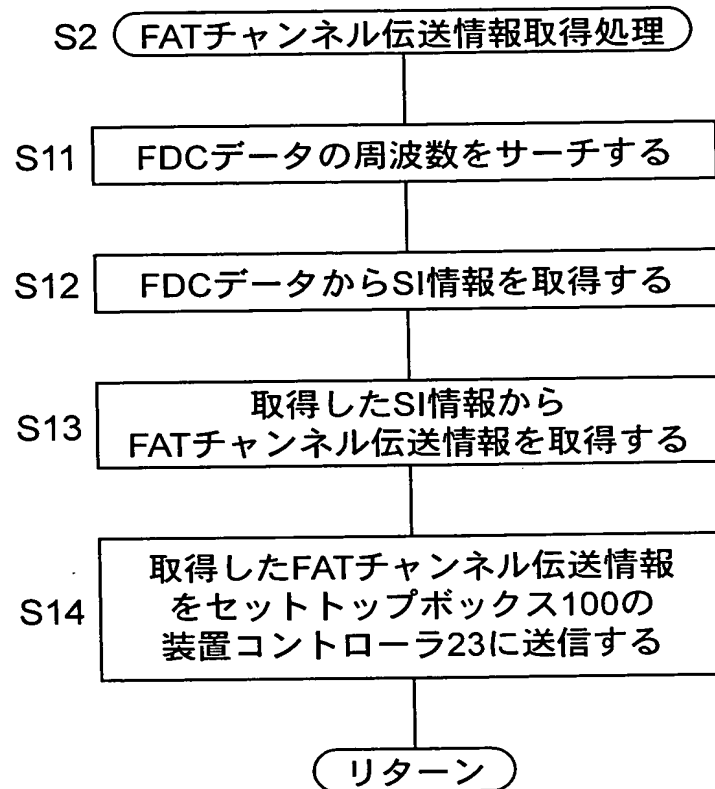 S2 FATチャンネル伝送情報取得処理
S11 FDCデータの周波数をサーチする
S12 FDCデータからSI情報を取得する
S13 取得したSI情報から
FATチャンネル伝送情報を取得する
S14 取得したFATチャンネル伝送情報
をセットトップボックス100の
装置コントローラ23に送信する
リターン